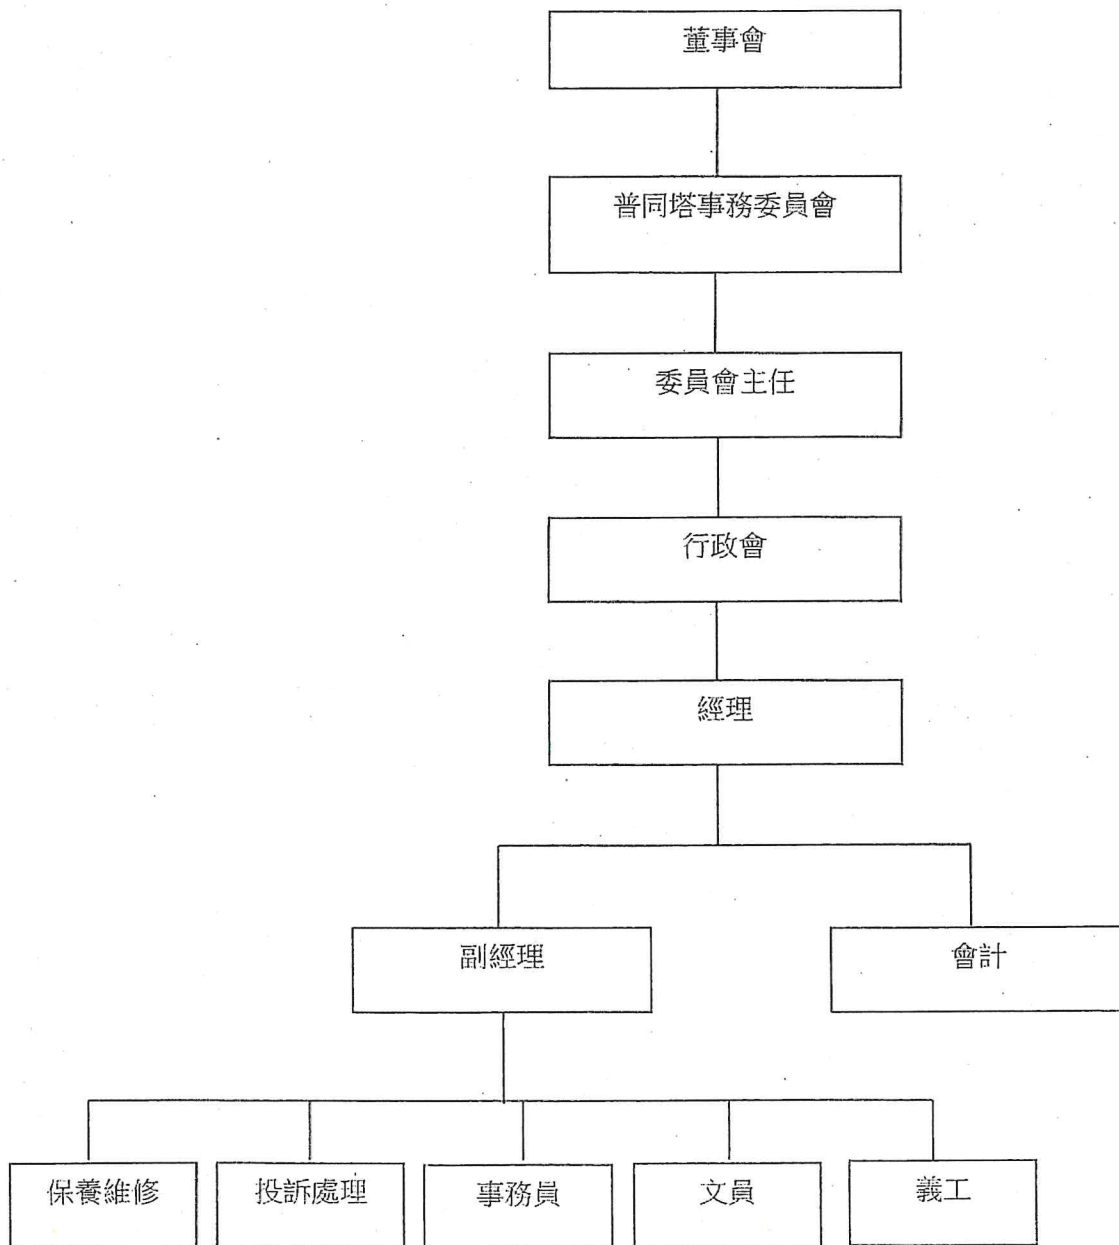 董事會
普同塔事務委員會
委員會主任
行政會
經理
副經理
會計
保養維修
投訴處理
事務員
文員
義工